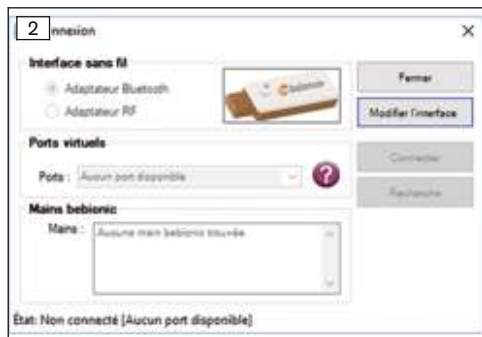 2
nnexion
Interface sans fil
Adaptateur Bluetooth
Adaptateur RF
bebionic
Fermer
Modifier l'interface
Ports virtuels
Ports : Aucun port disponible
?
Connecter
Recherche
Mains bebionic
Mains : Aucune main bebionic trouvée
État: Non connecté [Aucun port disponible]